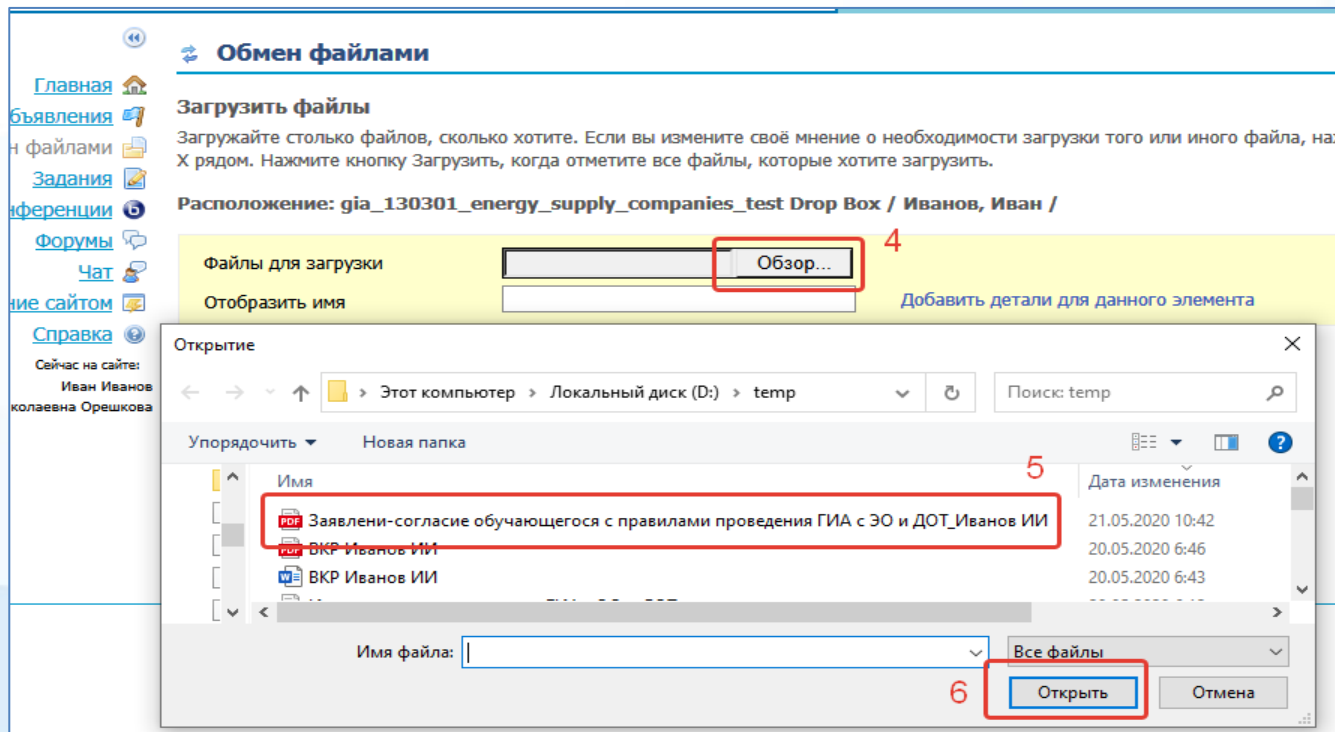 Обмен файлами
Главная
бъявления
н файлами
Задания
нференции
Форумы
Чат
ние сайтом
Справка
Сейчас на сайте:
Иван Иванов
колаевна Орешкова
Загрузить файлы
Загружайте столько файлов, сколько хотите. Если вы измените своё мнение о необходимости загрузки того или иного файла, на
X рядом. Нажмите кнопку Загрузить, когда отметите все файлы, которые хотите загрузить.
Расположение: gia_130301_energy_supply_companies_test Drop Box / Иванов, Иван /
4
Файлы для загрузки Обзор...
Отобразить имя Добавить детали для данного элемента
Открытие
Этот компьютер > Локальный диск (D:) > temp Поиск: temp
Упорядочить Новая папка
5
Имя Дата изменения
PDF Заявлени-согласие обучающегося с правилами проведения ГИА с ЭО и ДОТ_Иванов ИИ 21.05.2020 10:42
PDF ВКР Иванов ИИ 20.05.2020 6:46
ВКР Иванов ИИ 20.05.2020 6:43
Имя файла: Все файлы
6 Открыть Отмена